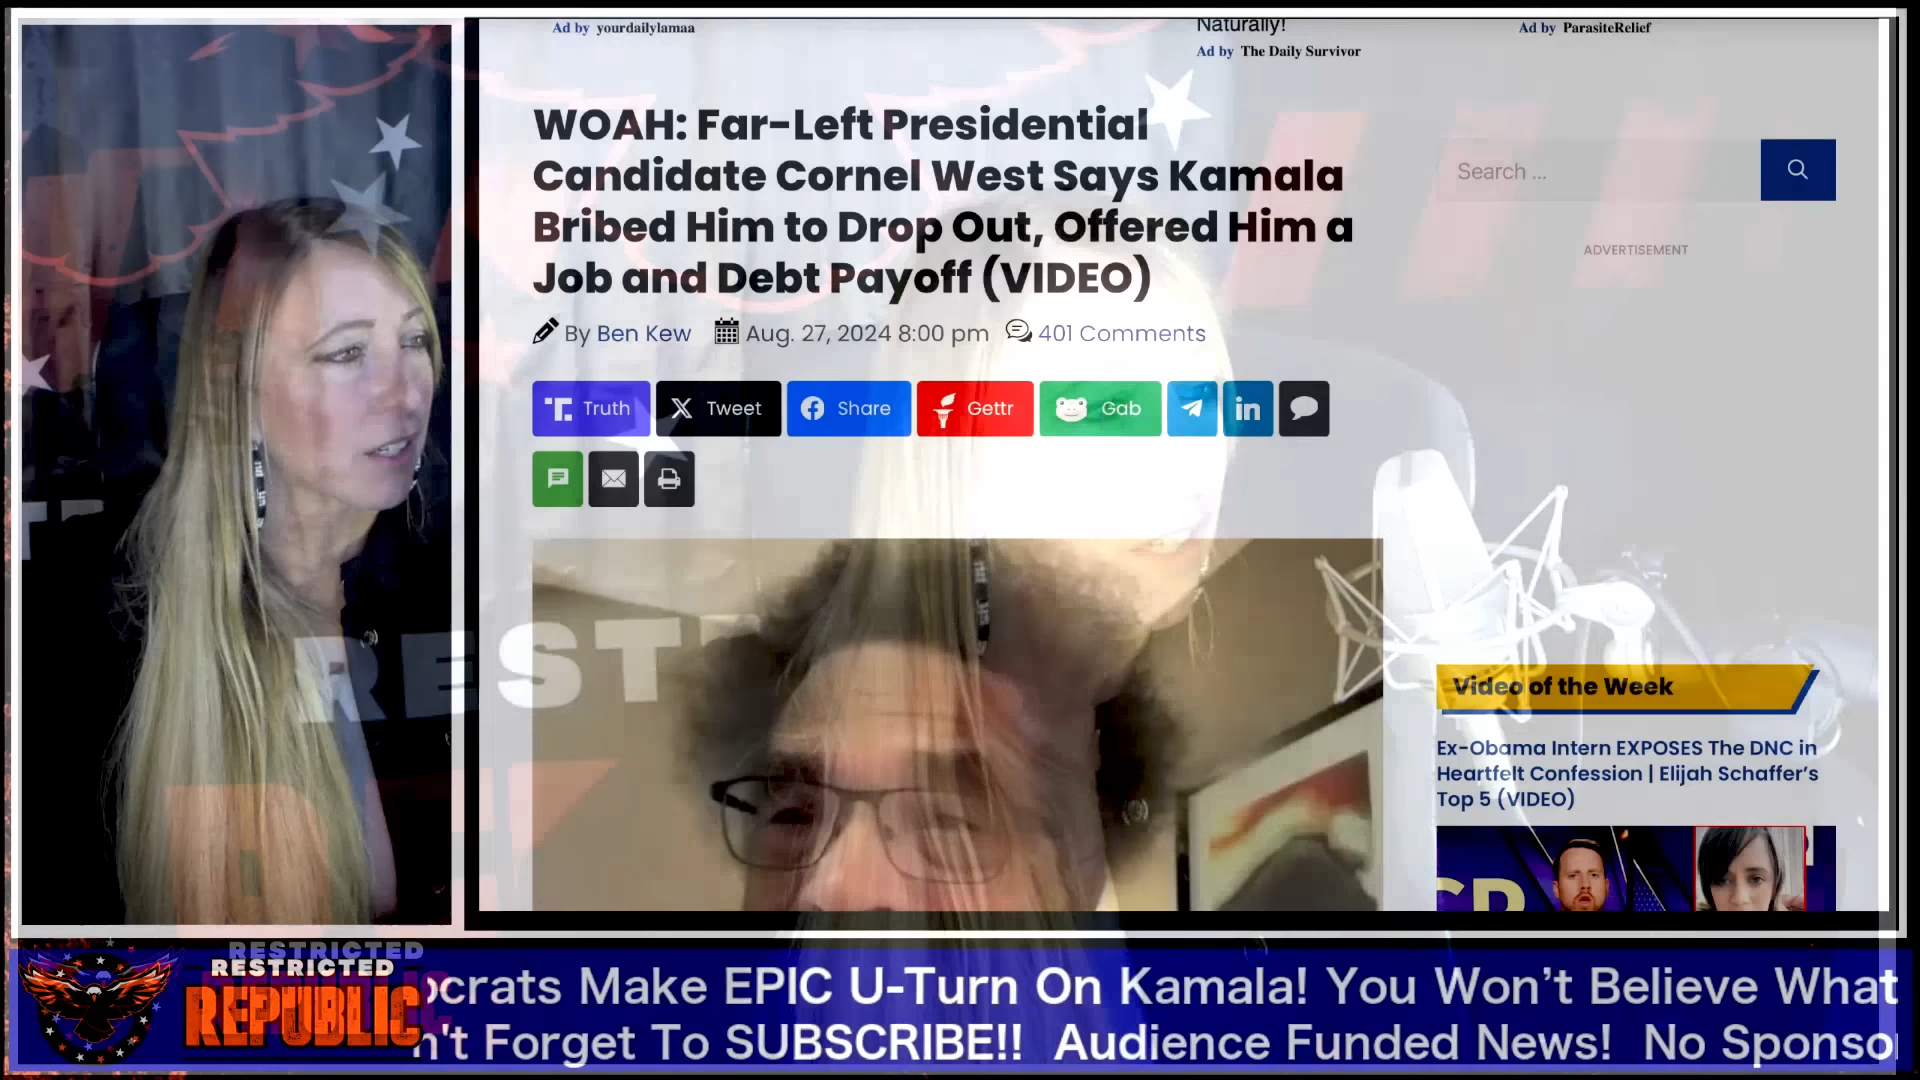 Ad by yourdailylamaa
Naturally!
Ad by The Daily Survivor
Ad by ParasiteRelief
WOAH: Far-Left Presidential
Candidate Cornel West Says Kamala
Bribed Him to Drop Out, Offered Him a
Job and Debt Payoff (VIDEO)
By Ben Kew Aug. 27, 2024 8:00 pm 401 Comments
Truth Tweet Share Gettr Gab
Search ...
ADVERTISEMENT
Video of the Week
Ex-Obama Intern EXPOSES The DNC in
Heartfelt Confession | Elijah Schaffer's
Top 5 (VIDEO)
REST
RESTRICTED
RESTRICTED
REPUBLIC
ocrats Make EPIC U-Turn On Kamala! You Won't Believe What
n't Forget To SUBSCRIBE!! Audience Funded News! No Sponso